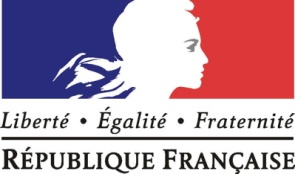 Liberté • Égalité • Fraternité
RÉPUBLIQUE FRANÇAISE